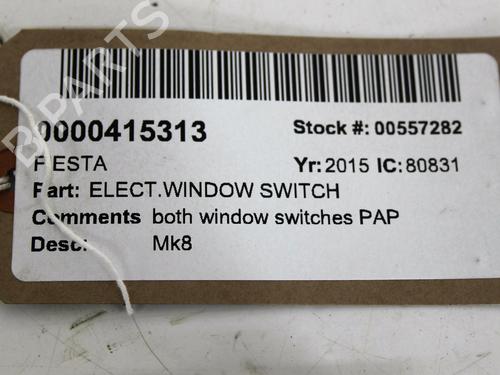 0000415313 Stock #: 00557282
FIESTA Yr: 2015 IC: 80831
Part: ELECT.WINDOW SWITCH
Comments both window switches PAP
Desc: Mk8
B-PARTS